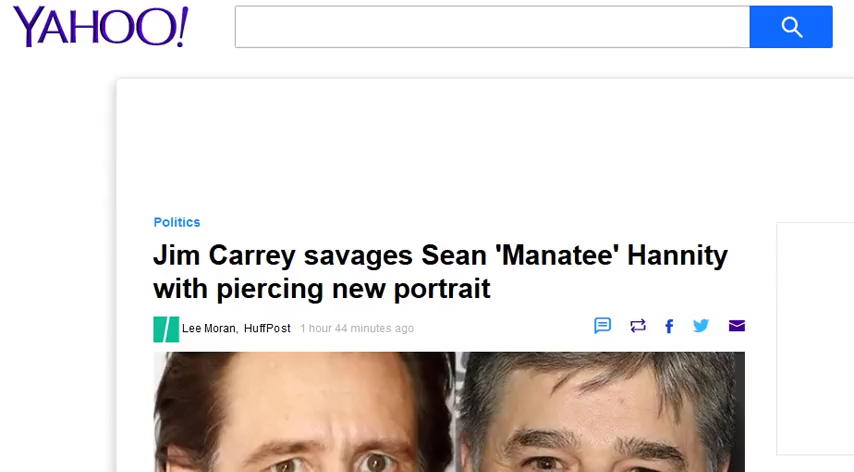 YAHOO!
Politics
Jim Carrey savages Sean 'Manatee' Hannity
with piercing new portrait
Lee Moran, HuffPost 1 hour 44 minutes ago